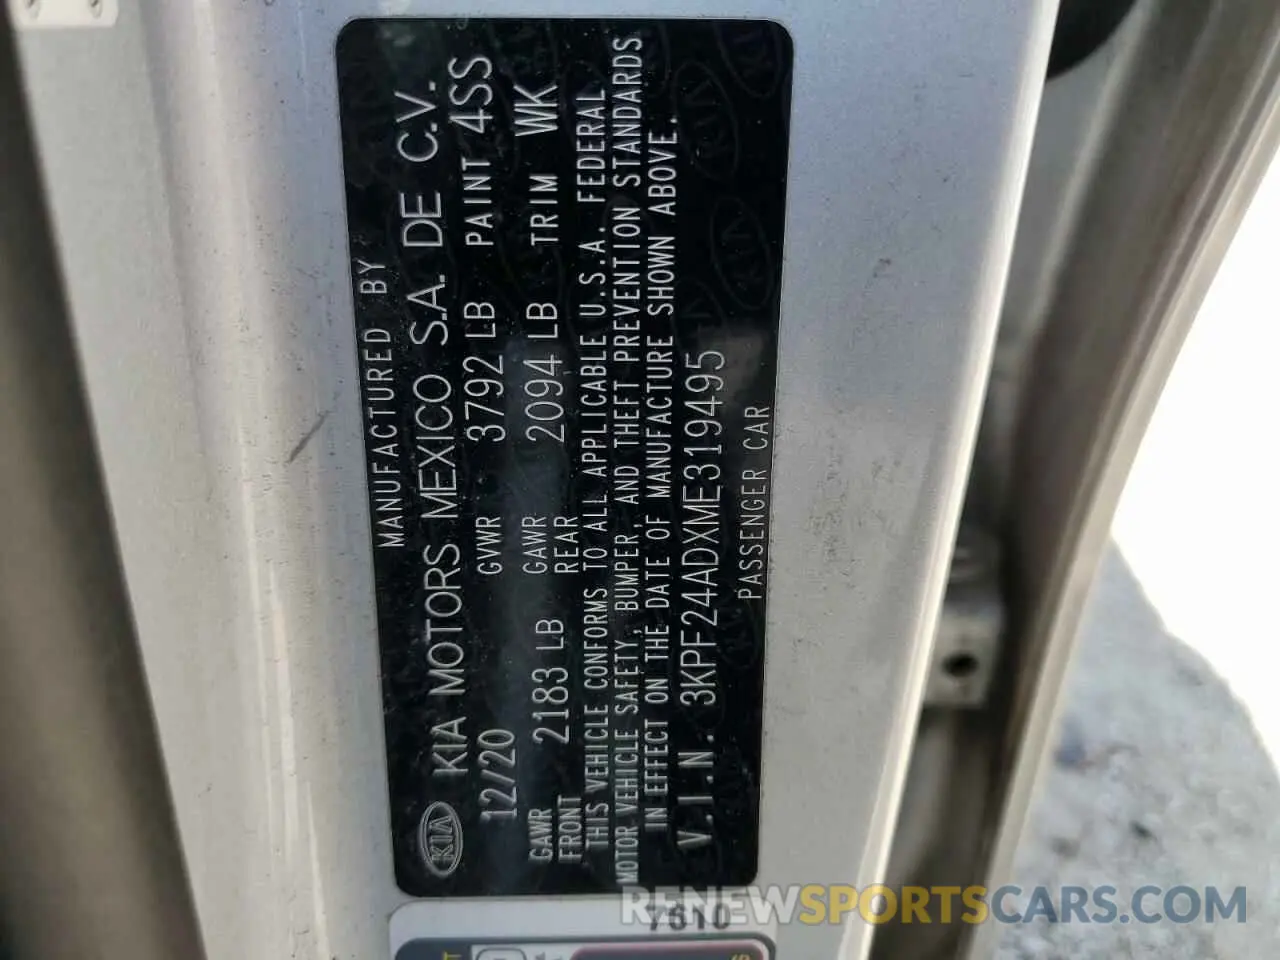 MANUFACTURED BY
KIA KIA MOTORS MEXICO S.A. DE C.V.
12/20 GVWR 3792 LB PAINT 4SS
GAWR FRONT 2183 LB GAWR REAR 2094 LB TRIM WK
THIS VEHICLE CONFORMS TO ALL APPLICABLE U.S.A. FEDERAL
MOTOR VEHICLE SAFETY, BUMPER, AND THEFT PREVENTION STANDARDS
IN EFFECT ON THE DATE OF MANUFACTURE SHOWN ABOVE.
V.I.N. 3KPF24ADXME319495
PASSENGER CAR
RENEWSPORTSCARS.COM